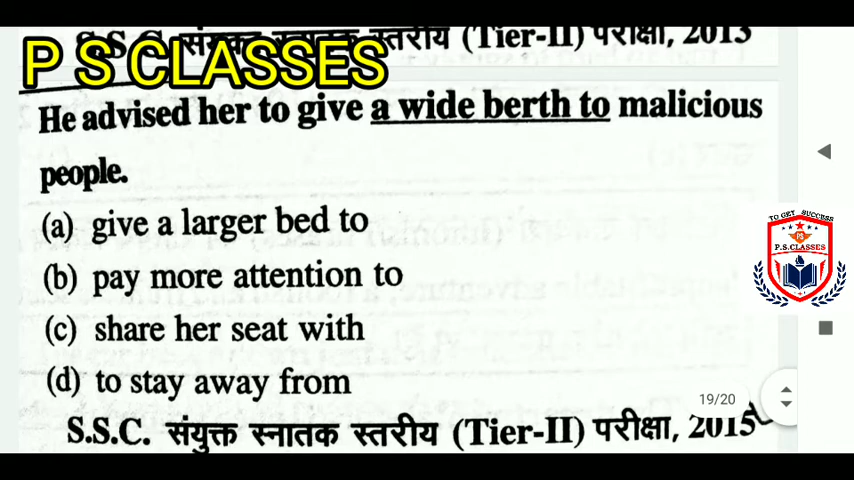 S.S.C. संयुक्त स्नातक स्तरीय (Tier-II) परीक्षा, 2013
P S CLASSES
He advised her to give a wide berth to malicious
people.
(a) give a larger bed to
(b) pay more attention to
(c) share her seat with
(d) to stay away from
S.S.C. संयुक्त स्नातक स्तरीय (Tier-II) परीक्षा, 2015
19/20
TO GET SUCCESS
PS
P.S.CLASSES